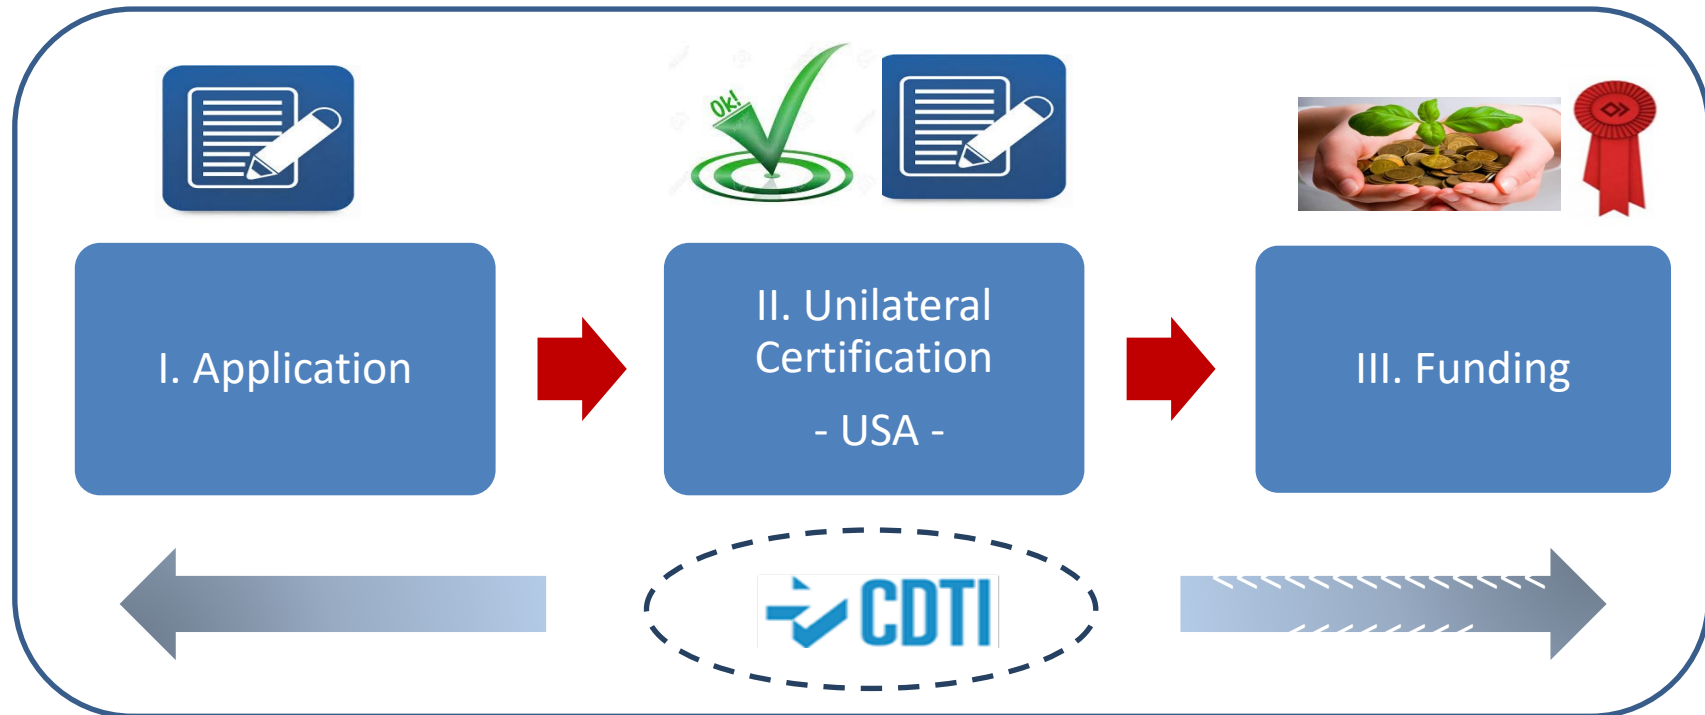 Ok!
I. Application
II. Unilateral
Certification
- USA -
III. Funding
CDTI